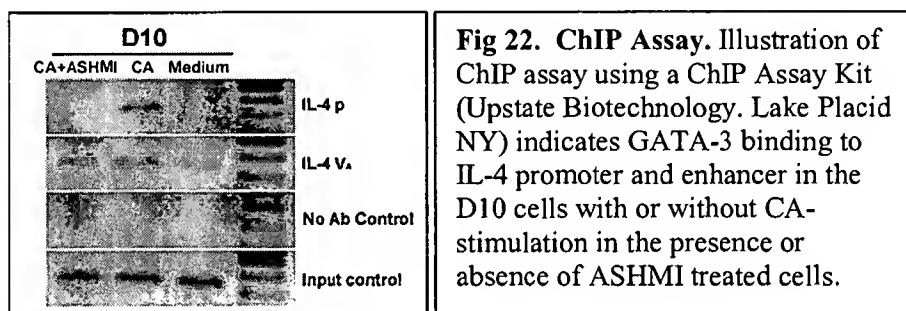 D10
CA+ASHMI CA Medium
IL-4 p
IL-4 VA
No Ab Control
Input control
Fig 22. ChIP Assay. Illustration of
ChIP assay using a ChIP Assay Kit
(Upstate Biotechnology. Lake Placid
NY) indicates GATA-3 binding to
IL-4 promoter and enhancer in the
D10 cells with or without CA-
stimulation in the presence or
absence of ASHMI treated cells.